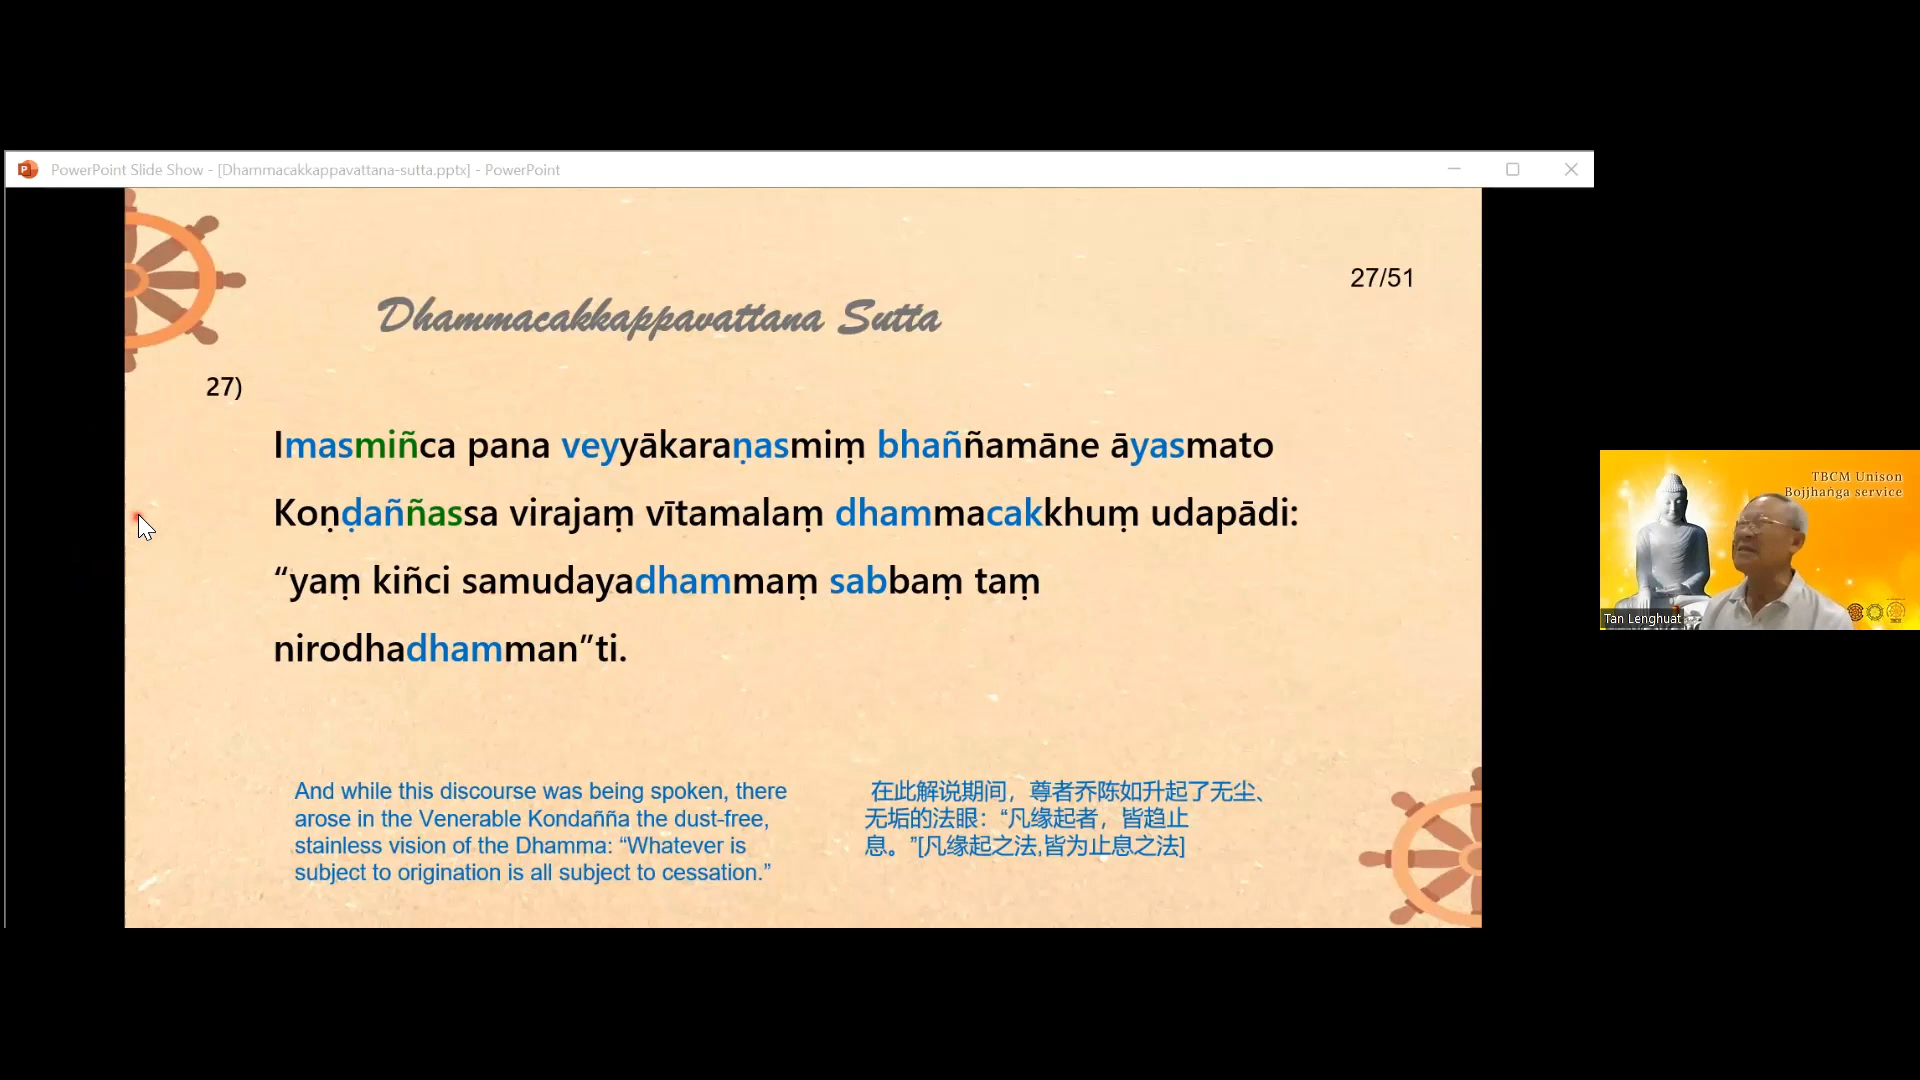 PowerPoint Slide Show - [Dhammacakkappavattana-sutta.pptx] - PowerPoint
27/51
Dhammacakkappavattana Sutta
27)
Imasmiñca pana veyyākaraṇasmiṃ bhaññamāne āyasmato
Koṇḍaññassa virajaṃ vītamalaṃ dhammacakkhuṃ udapādi:
“yaṃ kiñci samudayadhammaṃ sabbaṃ taṃ
nirodhadhamman”ti.
And while this discourse was being spoken, there
arose in the Venerable Kondañña the dust-free,
stainless vision of the Dhamma: “Whatever is
subject to origination is all subject to cessation.”
在此解说期间，尊者乔陈如升起了无尘、
无垢的法眼：“凡缘起者，皆趋止
息。”[凡缘起之法,皆为止息之法]
TBCM Unison
Bojjhaṅga service
Tan Lenghuat